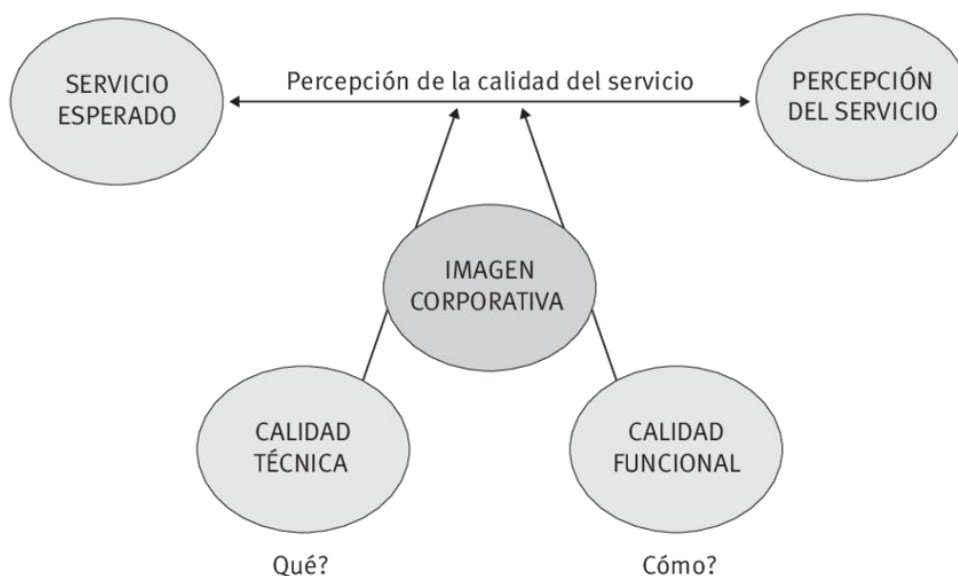 SERVICIO
ESPERADO
Percepción de la calidad del servicio
PERCEPCIÓN
DEL SERVICIO
IMAGEN
CORPORATIVA
CALIDAD
TÉCNICA
CALIDAD
FUNCIONAL
Qué?
Cómo?